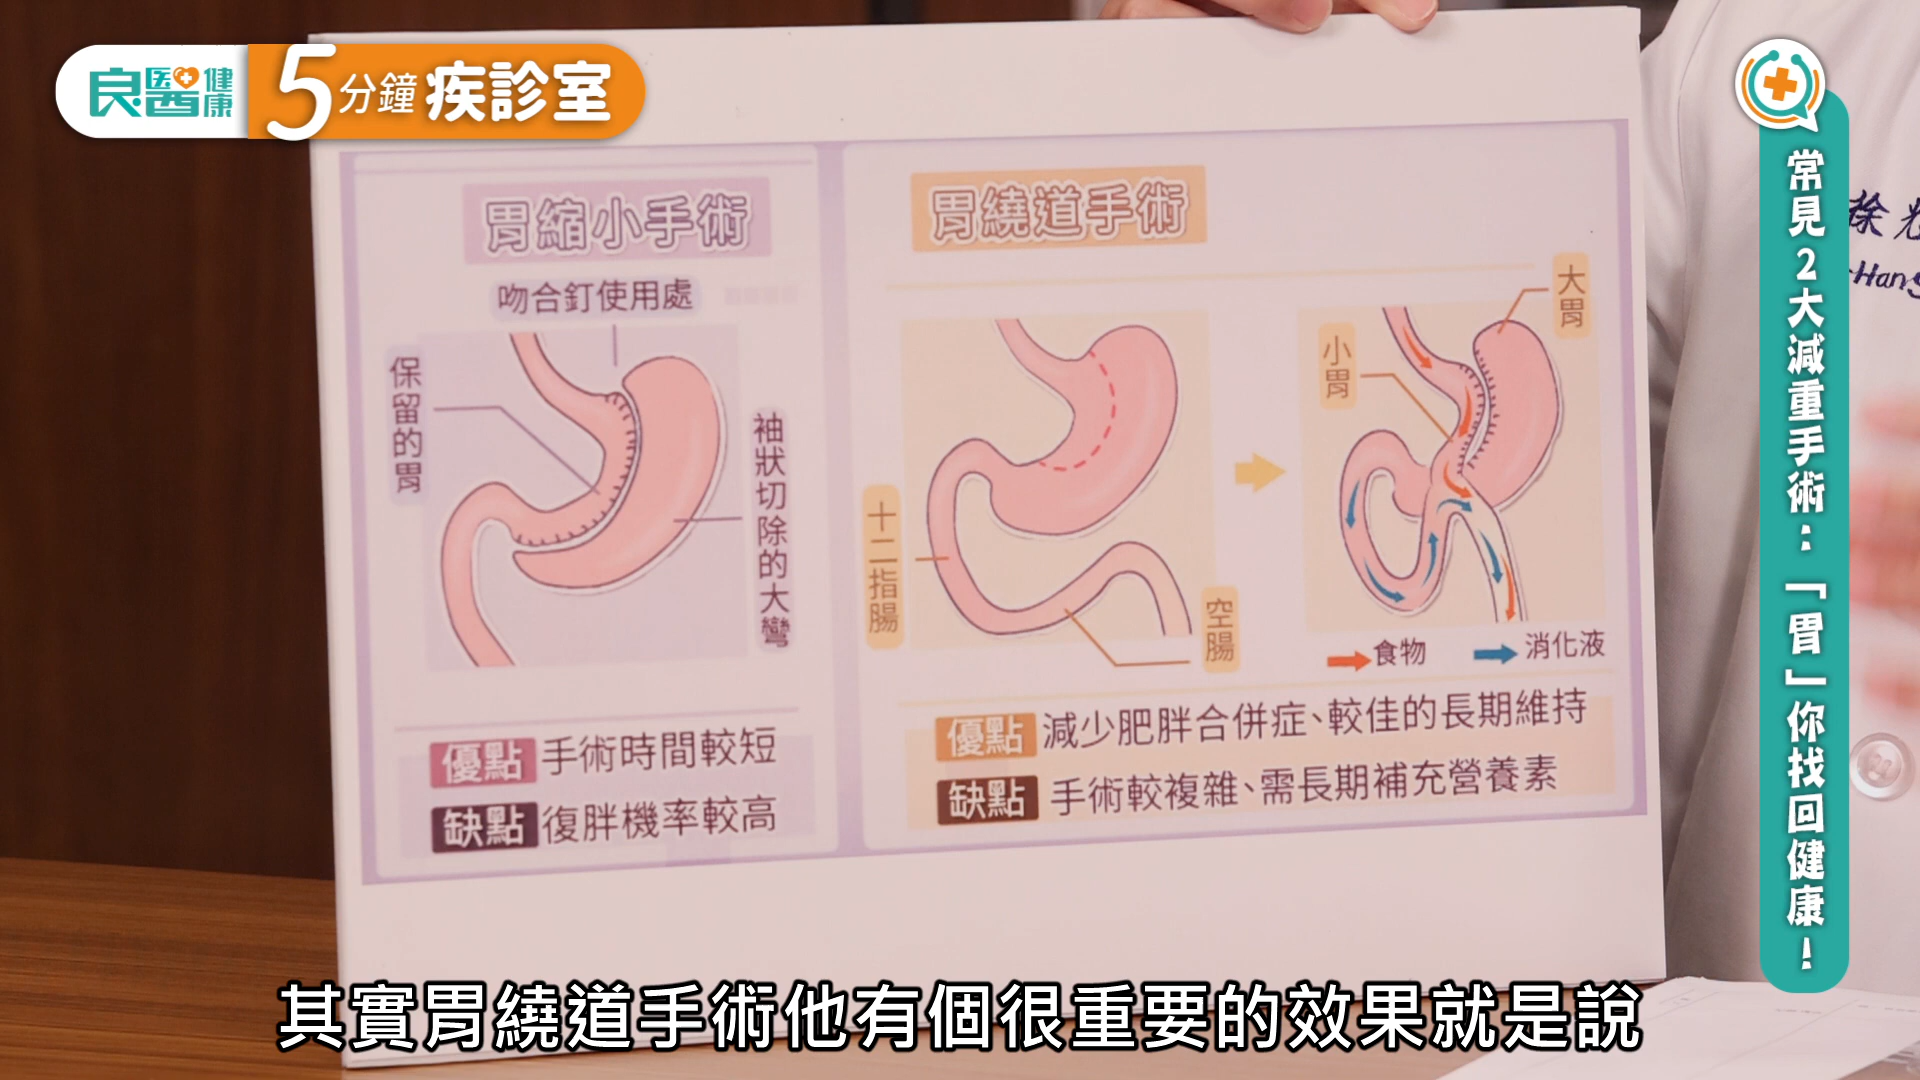 良醫健康
5分鐘疾診室
常見2大減重手術：「胃」你找回健康！
徐
-Hang
胃縮小手術
吻合釘使用處
保留的胃
袖狀切除的大彎
優點 手術時間較短
缺點 復胖機率較高
胃繞道手術
十二指腸
空腸
小胃
大胃
食物
消化液
優點 減少肥胖合併症、較佳的長期維持
缺點 手術較複雜、需長期補充營養素
其實胃繞道手術他有個很重要的效果就是說